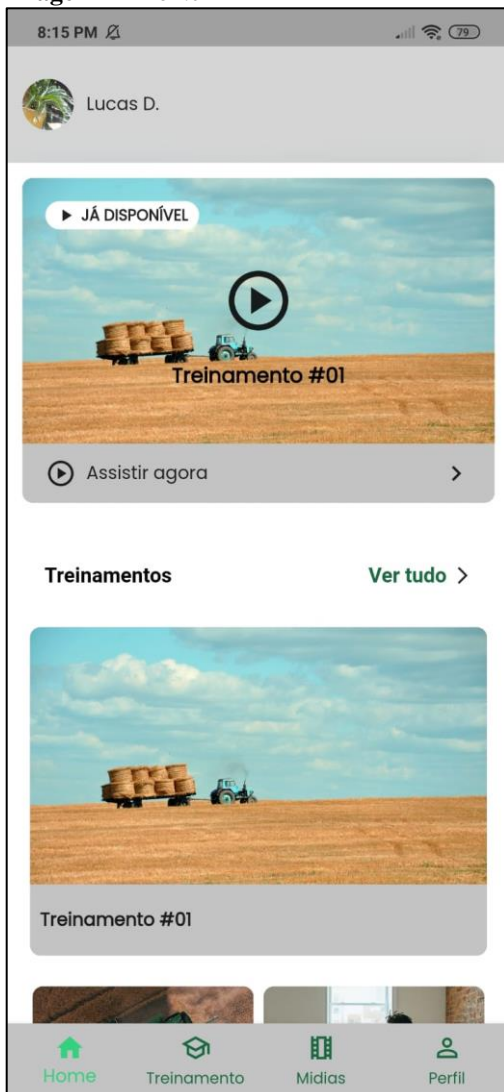 8:15 PM
79
Lucas D.
JÁ DISPONÍVEL
Treinamento #01
Assistir agora
Treinamentos
Ver tudo
Treinamento #01
Home
Treinamento
Midias
Perfil